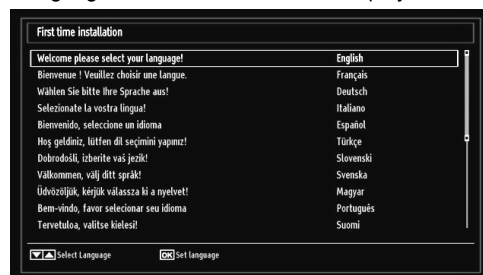 First time installation
Welcome please select your language! English
Bienvenue ! Veuillez choisir une langue. Français
Wählen Sie bitte Ihre Sprache aus! Deutsch
Selezionate la vostra lingua! Italiano
Bienvenido, seleccione un idioma Español
Hoş geldiniz, lütfen dil seçimini yapınız! Türkçe
Dobrodošli, izberite vaš jezik! Slovenski
Välkommen, välj ditt språk! Svenska
Üdvözöljük, kérjük válassza ki a nyelvet! Magyar
Bem-vindo, favor selecionar seu idioma Português
Tervetuloa, valitse kielesi! Suomi
Select Language OK Set language